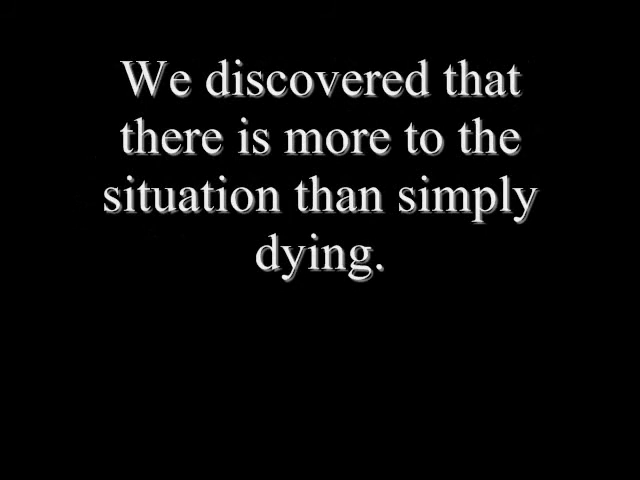 We discovered that
there is more to the
situation than simply
dying.